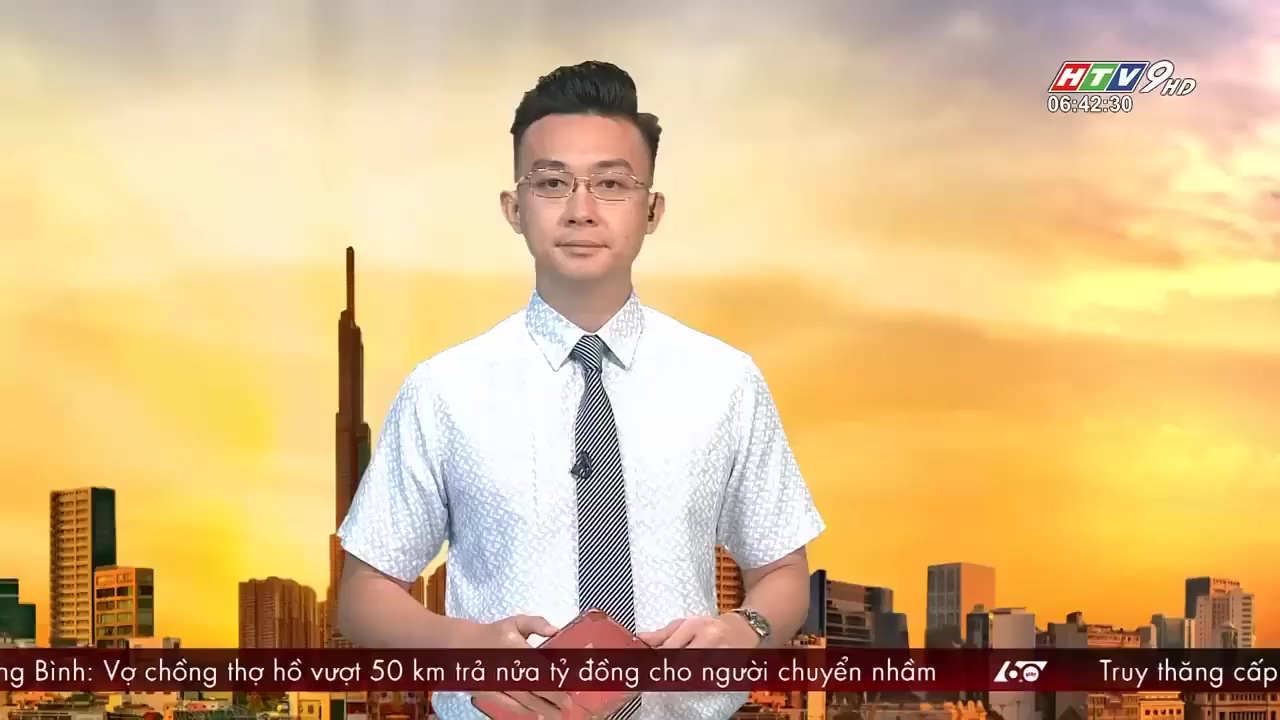 HTV9HD
06:42:30
ng Bình: Vợ chồng thợ hồ vượt 50 km trả nửa tỷ đồng cho người chuyển nhầm 60 Truy thăng cấp